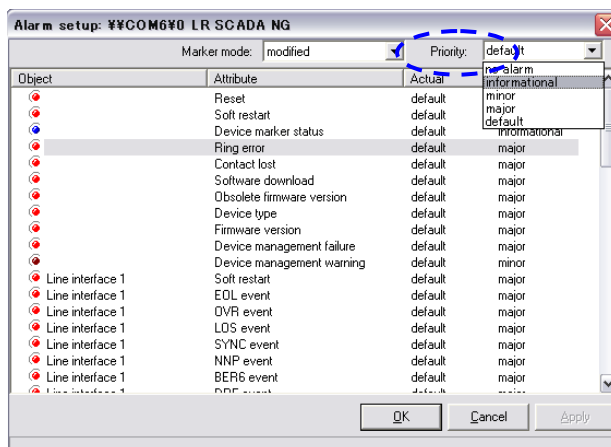 Alarm setup: ¥¥COM6¥0 LR SCADA NG
Marker mode: modified Priority: default
no alarm
informational
minor
major
default
Object Attribute Actual
Reset default
Soft restart default
Device marker status default informational
Ring error default major
Contact lost default major
Software download default major
Obsolete firmware version default major
Device type default major
Firmware version default major
Device management failure default major
Device management warning default minor
Line interface 1 Soft restart default major
Line interface 1 EOL event default major
Line interface 1 OVR event default major
Line interface 1 LOS event default major
Line interface 1 SYNC event default major
Line interface 1 NNP event default major
Line interface 1 BER6 event default major
OK Cancel Apply